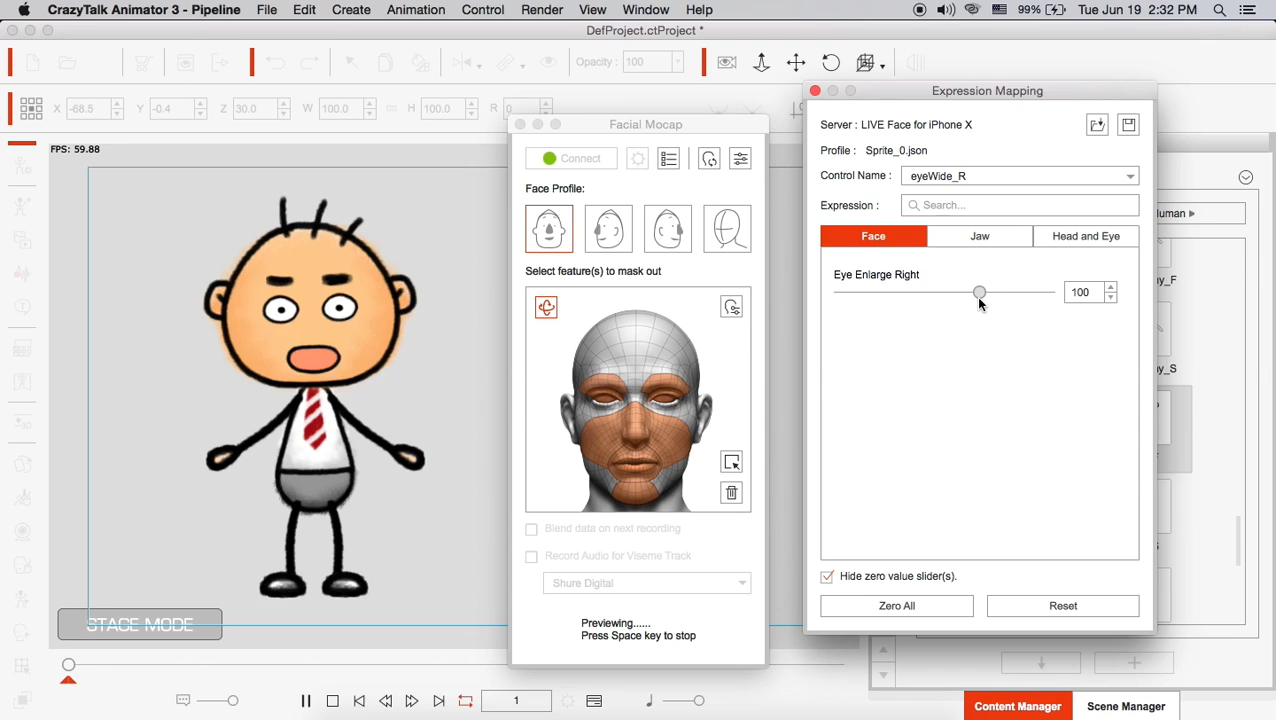 CrazyTalk Animator 3 - Pipeline File Edit Create Animation Control Render View Window Help 99% Tue Jun 19 2:32 PM
DefProject.ctProject *
Opacity : 100
X -68.5 Y -0.4 Z 30.0 W 100.0 H 100.0 R 0
FPS: 59.88
STAGE MODE
Facial Mocap
Connect
Face Profile:
Select feature(s) to mask out
Blend data on next recording
Record Audio for Viseme Track
Shure Digital
Previewing......
Press Space key to stop
Expression Mapping
Server : LIVE Face for iPhone X
Profile : Sprite_0.json
Control Name : eyeWide_R
Expression : Search...
Face Jaw Head and Eye
Eye Enlarge Right
100
Hide zero value slider(s).
Zero All Reset
uman
y_F
y_S
1
Content Manager Scene Manager